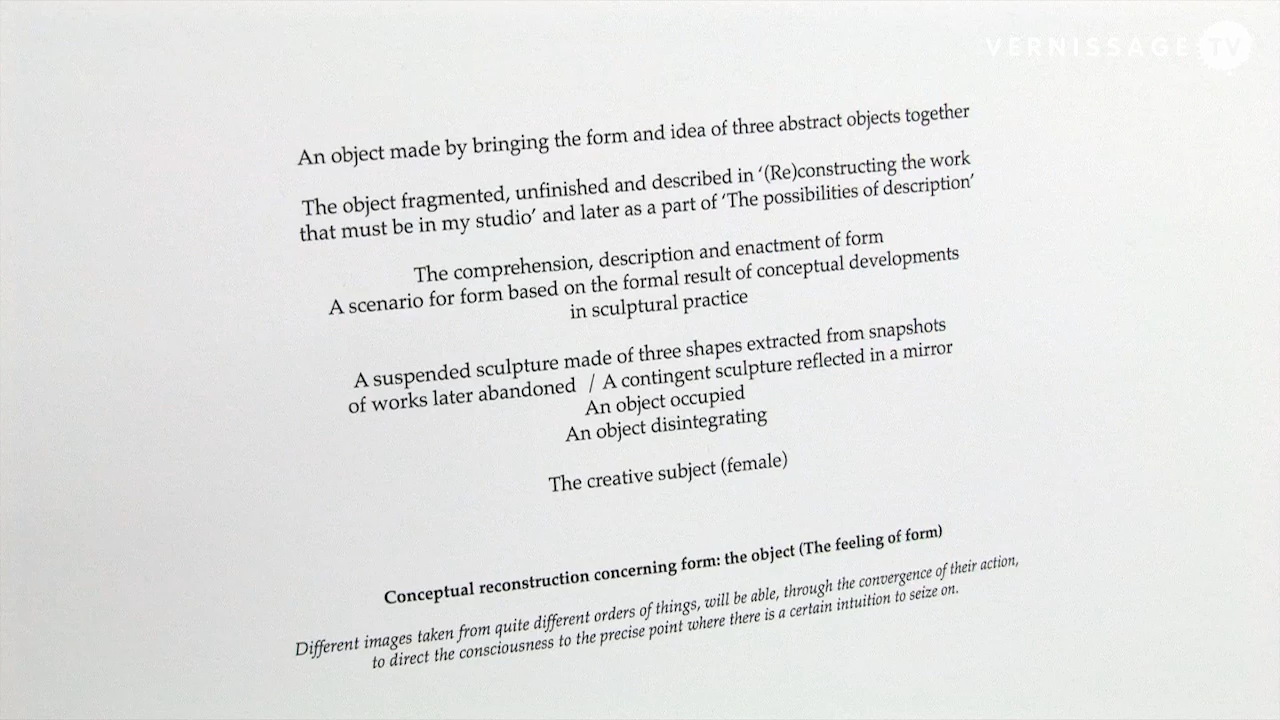 VERNISSAGE TV
An object made by bringing the form and idea of three abstract objects together
The object fragmented, unfinished and described in ‘(Re)constructing the work
that must be in my studio’ and later as a part of ‘The possibilities of description’
The comprehension, description and enactment of form
A scenario for form based on the formal result of conceptual developments
in sculptural practice
A suspended sculpture made of three shapes extracted from snapshots
of works later abandoned / A contingent sculpture reflected in a mirror
An object occupied
An object disintegrating
The creative subject (female)
Conceptual reconstruction concerning form: the object (The feeling of form)
Different images taken from quite different orders of things, will be able, through the convergence of their action,
to direct the consciousness to the precise point where there is a certain intuition to seize on.